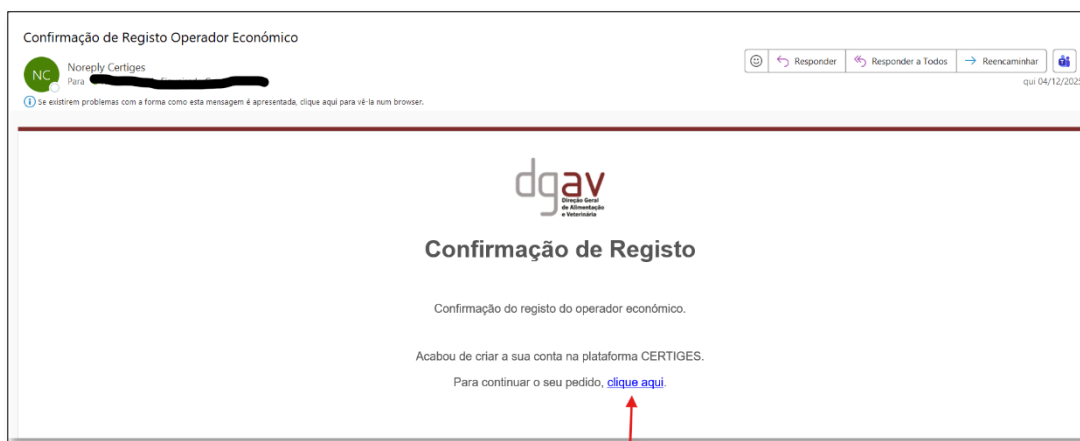 Confirmação de Registo Operador Económico
NC
Noreply Certiges
Para
Responder
Responder a Todos
Reencaminhar
qui 04/12/2025
Se existirem problemas com a forma como esta mensagem é apresentada, clique aqui para vê-la num browser.
dgav
Direção Geral
de Alimentação
e Veterinária
Confirmação de Registo
Confirmação do registo do operador económico.
Acabou de criar a sua conta na plataforma CERTIGES.
Para continuar o seu pedido, clique aqui.